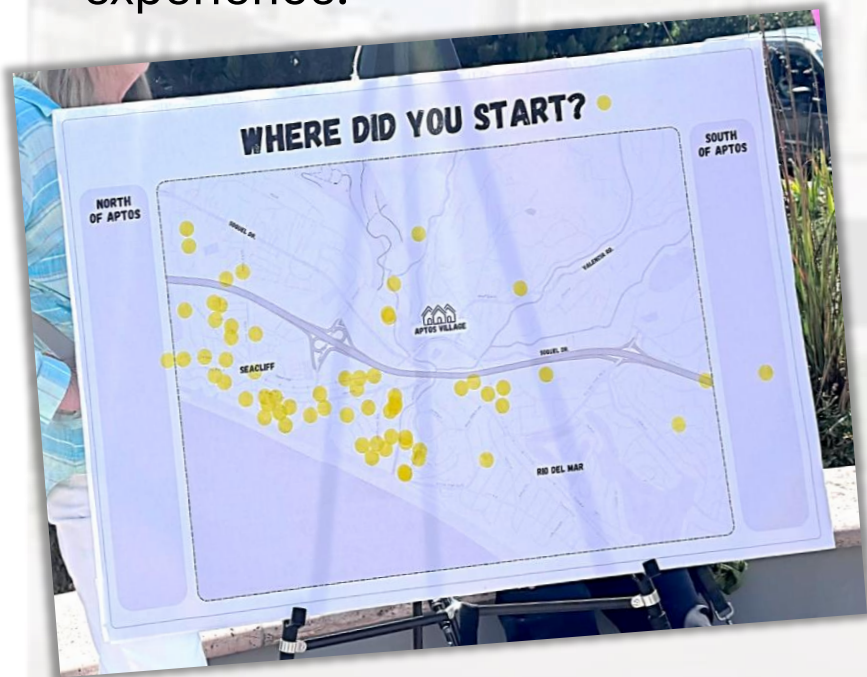 experience.
WHERE DID YOU START?
NORTH
OF APTOS
SOUTH
OF APTOS
SOQUEL DR.
VALENCIA RD.
APTOS VILLAGE
SOQUEL DR.
SEACLIFF
RIO DEL MAR